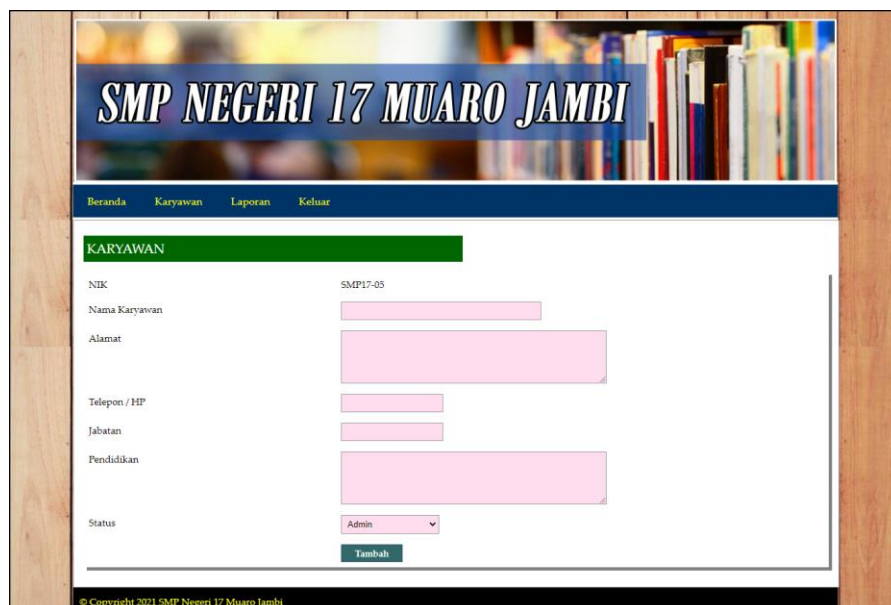 SMP NEGERI 17 MUARO JAMBI
Beranda Karyawan Laporan Keluar
KARYAWAN
NIK SMP17-05
Nama Karyawan
Alamat
Telepon / HP
Jabatan
Pendidikan
Status Admin
Tambah
© Copyright 2021 SMP Negeri 17 Muaro Jambi